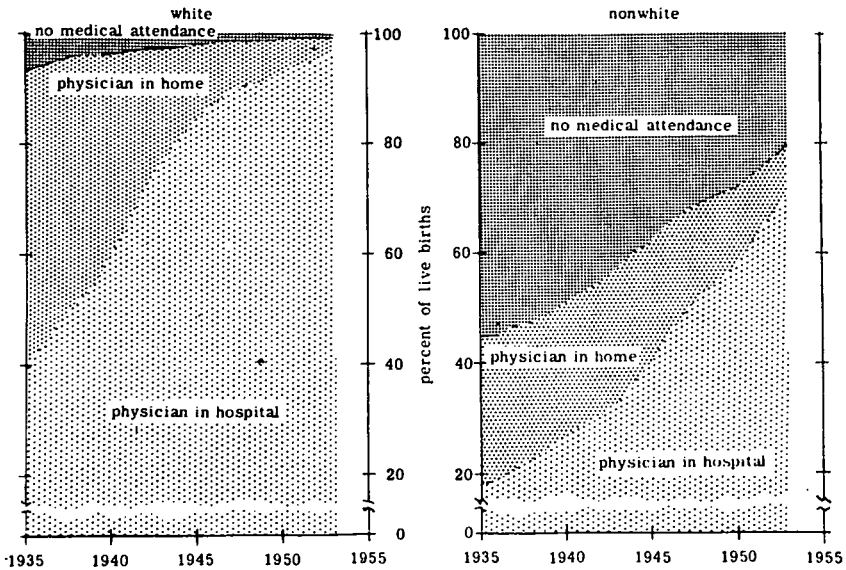 white
no medical attendance
physician in home
physician in hospital
100
80
60
40
20
0
1935 1940 1945 1950 1955
percent of live births
nonwhite
100
80
60
40
20
0
no medical attendance
physician in home
physician in hospital
1935 1940 1945 1950 1955